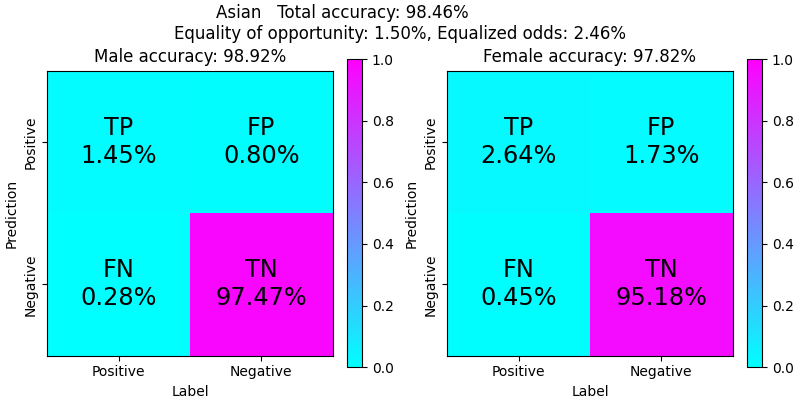 Asian   Total accuracy: 98.46%
Equality of opportunity: 1.50%, Equalized odds: 2.46%
Male accuracy: 98.92%
Prediction
Positive
Negative
TP
1.45%
FP
0.80%
FN
0.28%
TN
97.47%
Positive
Negative
Label
1.0
0.8
0.6
0.4
0.2
0.0
Female accuracy: 97.82%
Prediction
Positive
Negative
TP
2.64%
FP
1.73%
FN
0.45%
TN
95.18%
Positive
Negative
Label
1.0
0.8
0.6
0.4
0.2
0.0